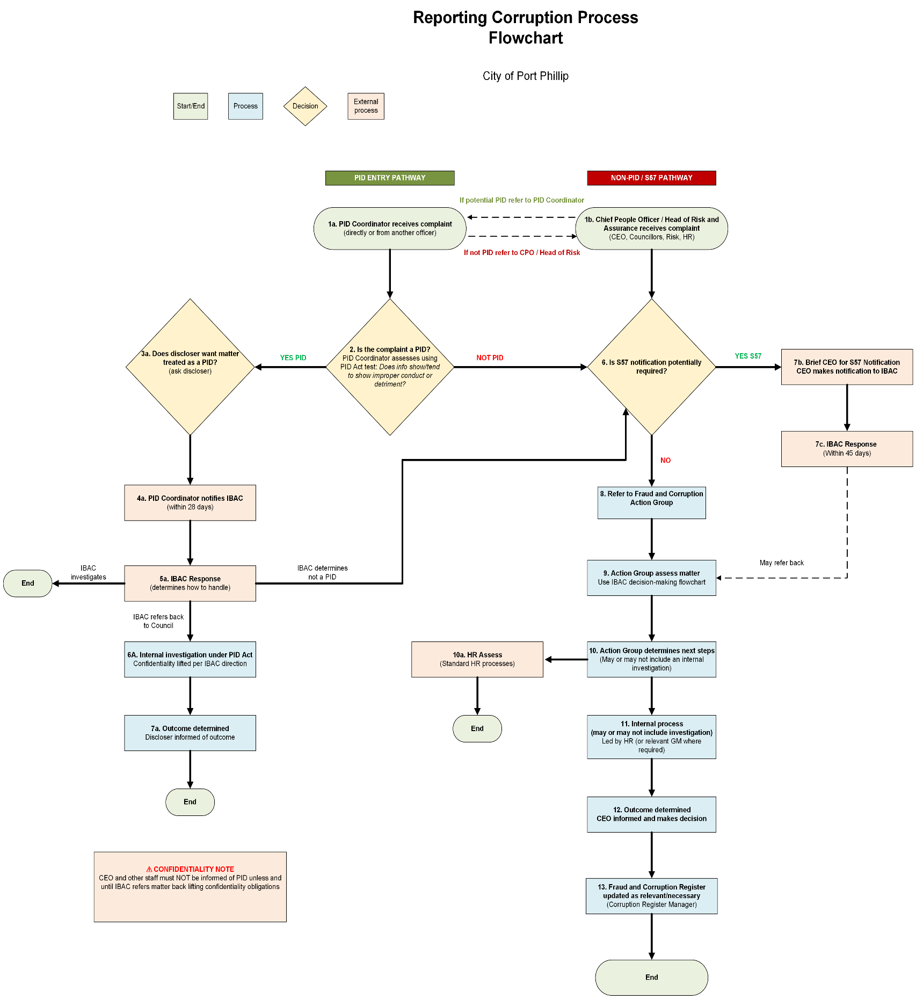 Reporting Corruption Process
Flowchart
City of Port Phillip
Start/End
Process
Decision
External
process
PID ENTRY PATHWAY
NON-PID / S57 PATHWAY
If potential PID refer to PID Coordinator
1a. PID Coordinator receives complaint
(directly or from another officer)
1b. Chief People Officer / Head of Risk and
Assurance receives complaint
(CEO, Councillors, Risk, HR)
If not PID refer to CPO / Head of Risk
3a. Does discloser want matter
treated as a PID?
(ask discloser)
YES PID
2. Is the complaint a PID?
PID Coordinator assesses using
PID Act test: Does info show/tend
to show improper conduct or
detriment?
NOT PID
6. Is S57 notification potentially
required?
YES S57
7b. Brief CEO for S57 Notification
CEO makes notification to IBAC
7c. IBAC Response
(Within 45 days)
NO
4a. PID Coordinator notifies IBAC
(within 28 days)
8. Refer to Fraud and Corruption
Action Group
End
IBAC
investigates
5a. IBAC Response
(determines how to handle)
IBAC determines
not a PID
9. Action Group assess matter
Use IBAC decision-making flowchart
May refer back
IBAC refers back
to Council
6A. Internal investigation under PID Act
Confidentiality lifted per IBAC direction
10a. HR Assess
(Standard HR processes)
10. Action Group determines next steps
(May or may not include an internal
investigation)
7a. Outcome determined
Discloser informed of outcome
End
11. Internal process
(may or may not include investigation)
Led by HR (or relevant GM where
required)
End
12. Outcome determined
CEO informed and makes decision
⚠ CONFIDENTIALITY NOTE
CEO and other staff must NOT be informed of PID unless and
until IBAC refers matter back lifting confidentiality obligations
13. Fraud and Corruption Register
updated as relevant/necessary
(Corruption Register Manager)
End